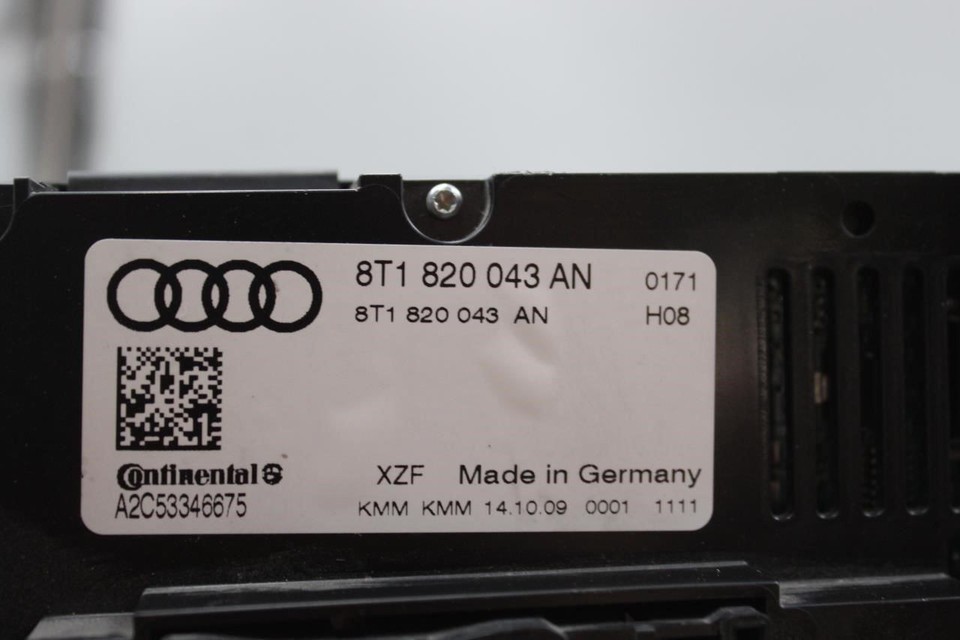 8T1 820 043 AN 0171
8T1 820 043 AN H08
Continental
XZF Made in Germany
A2C53346675
KMM KMM 14.10.09 0001 1111